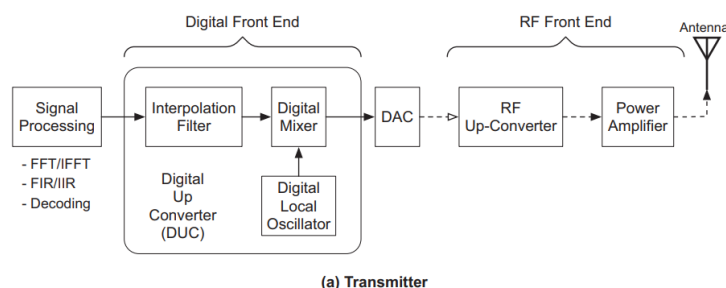 Digital Front End
RF Front End
Antenna
Signal
Processing
Interpolation
Filter
Digital
Mixer
DAC
RF
Up-Converter
Power
Amplifier
- FFT/IFFT
- FIR/IIR
- Decoding
Digital
Up
Converter
(DUC)
Digital Local
Oscillator
(a) Transmitter